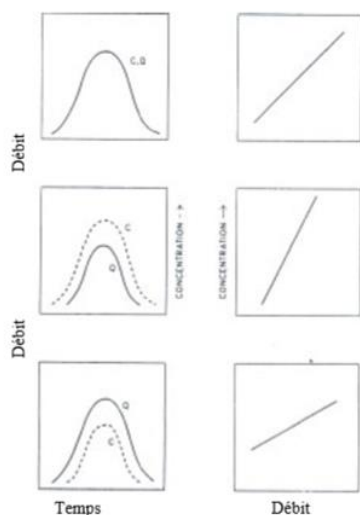 C,Q
Débit
C
Q
CONCENTRATION →
CONCENTRATION →
Débit
Q
C
Temps
Débit